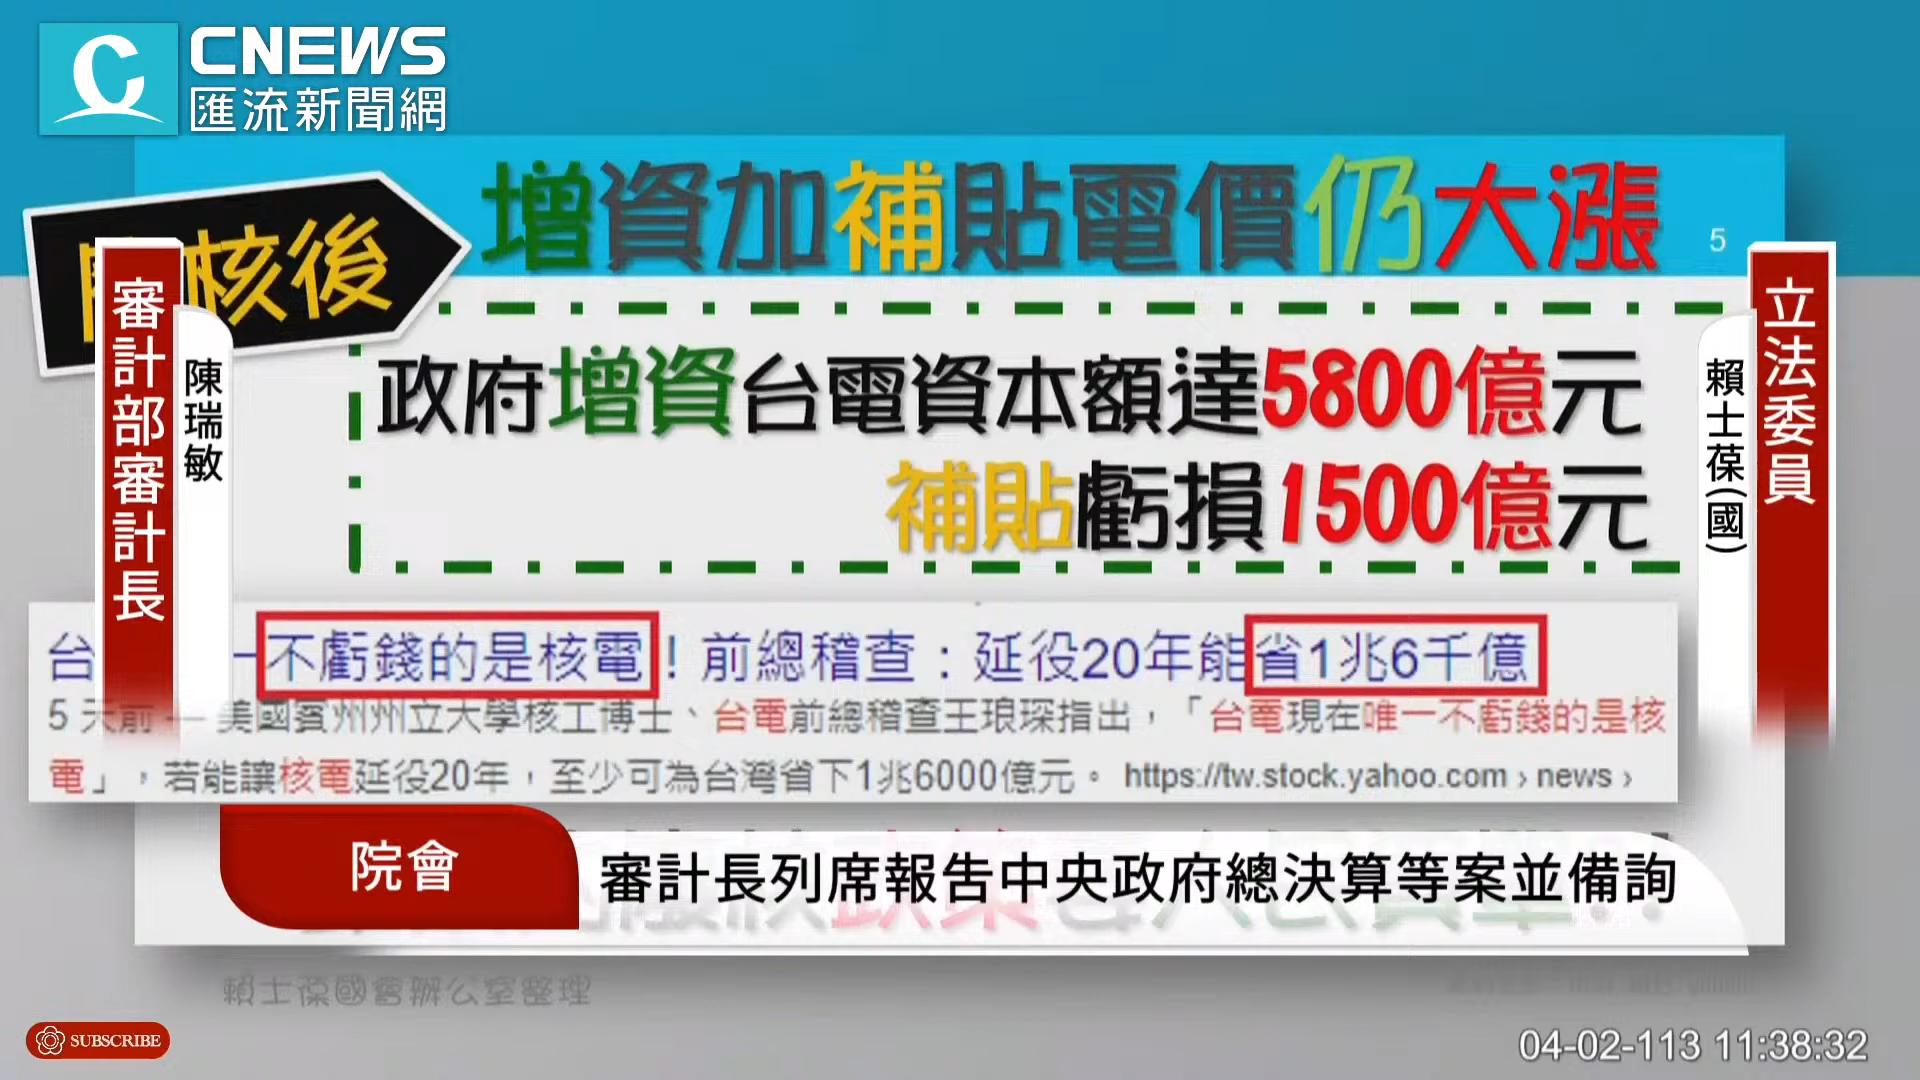 CNEWS
匯流新聞網
核後
增資加補貼電價仍大漲
5
政府增資台電資本額達5800億元
補貼虧損1500億元
審計部審計長
陳瑞敏
立法委員
賴士葆(國)
台 一不虧錢的是核電！前總稽查：延役20年能省1兆6千億
5 天前 — 美國賓州州立大學核工博士、台電前總稽查王琅琛指出，「台電現在唯一不虧錢的是核
電」，若能讓核電延役20年，至少可為台灣省下1兆6000億元。 https://tw.stock.yahoo.com › news ›
院會
審計長列席報告中央政府總決算等案並備詢
賴士葆國會辦公室整理
SUBSCRIBE
04-02-113 11:38:32